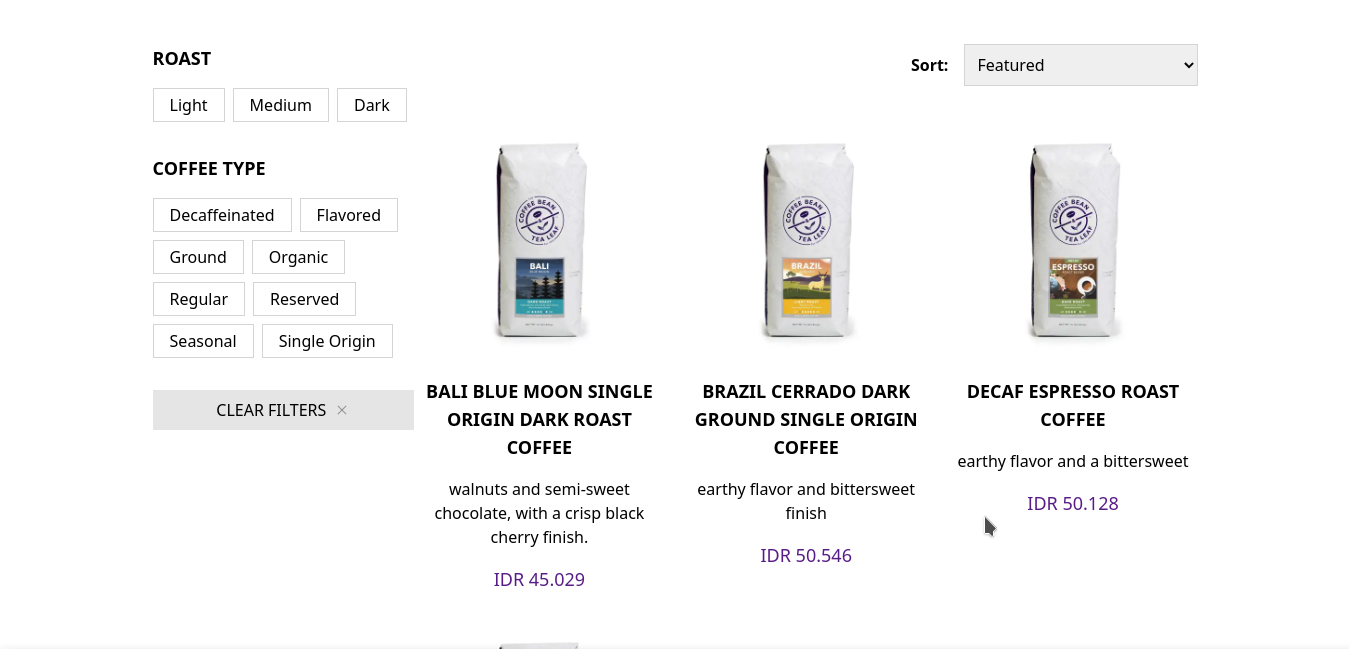 ROAST
Sort:
Featured
Light
Medium
Dark
COFFEE TYPE
Decaffeinated
Flavored
Ground
Organic
Regular
Reserved
Seasonal
Single Origin
CLEAR FILTERS ×
COFFEE BEAN
TEA LEAF
BALI
COFFEE BEAN
TEA LEAF
BRAZIL
COFFEE BEAN
TEA LEAF
ESPRESSO
BALI BLUE MOON SINGLE
ORIGIN DARK ROAST
COFFEE
walnuts and semi-sweet
chocolate, with a crisp black
cherry finish.
IDR 45.029
BRAZIL CERRADO DARK
GROUND SINGLE ORIGIN
COFFEE
earthy flavor and bittersweet
finish
IDR 50.546
DECAF ESPRESSO ROAST
COFFEE
earthy flavor and a bittersweet
IDR 50.128